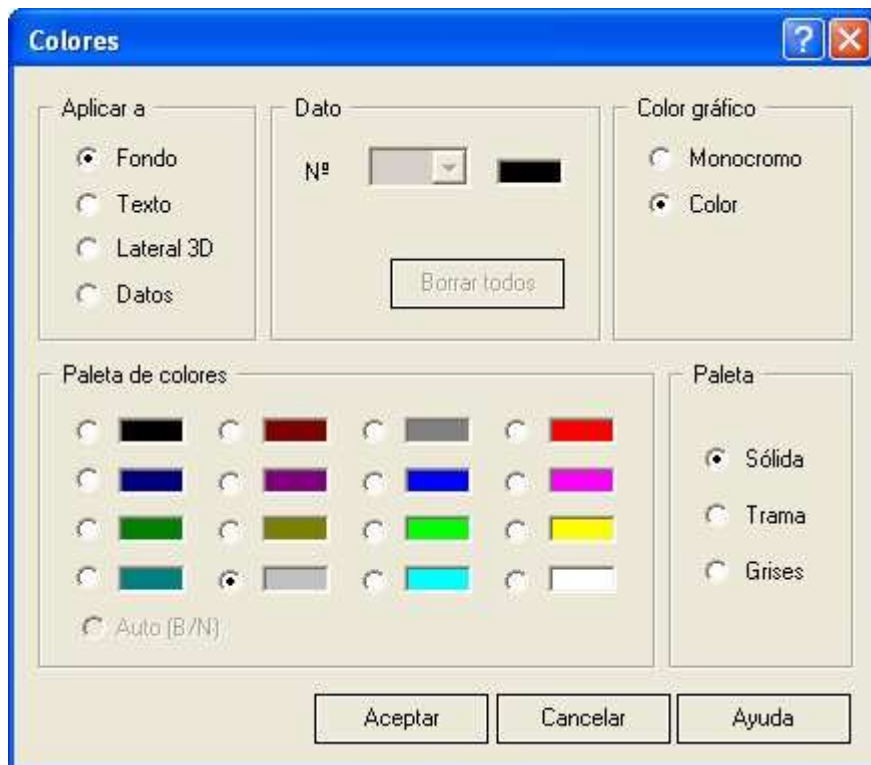 Colores
Aplicar a
Fondo
Texto
Lateral 3D
Datos
Dato
Nº
Borrar todos
Color gráfico
Monocromo
Color
Paleta de colores
Auto (B/N)
Paleta
Sólida
Trama
Grises
Aceptar
Cancelar
Ayuda